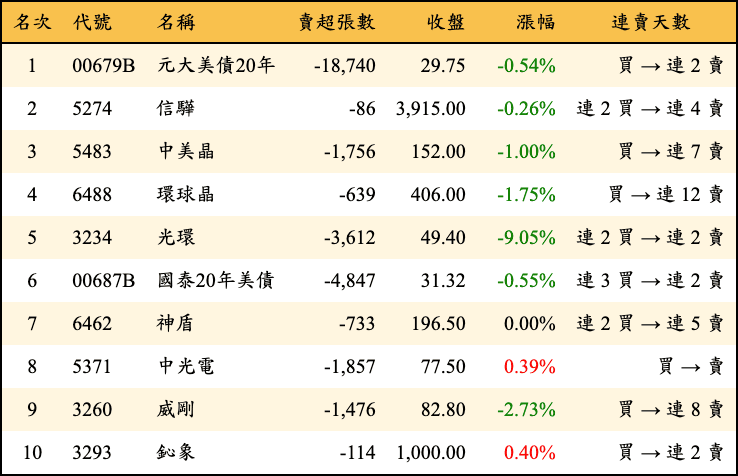 名次 代號 名稱 賣超張數 收盤 漲幅 連賣天數
1 00679B 元大美債20年 -18,740 29.75 -0.54% 買 → 連 2 賣
2 5274 信驊 -86 3,915.00 -0.26% 連 2 買 → 連 4 賣
3 5483 中美晶 -1,756 152.00 -1.00% 買 → 連 7 賣
4 6488 環球晶 -639 406.00 -1.75% 買 → 連 12 賣
5 3234 光環 -3,612 49.40 -9.05% 連 2 買 → 連 2 賣
6 00687B 國泰20年美債 -4,847 31.32 -0.55% 連 3 買 → 連 2 賣
7 6462 神盾 -733 196.50 0.00% 連 2 買 → 連 5 賣
8 5371 中光電 -1,857 77.50 0.39% 買 → 賣
9 3260 威剛 -1,476 82.80 -2.73% 買 → 連 8 賣
10 3293 鈊象 -114 1,000.00 0.40% 買 → 連 2 賣